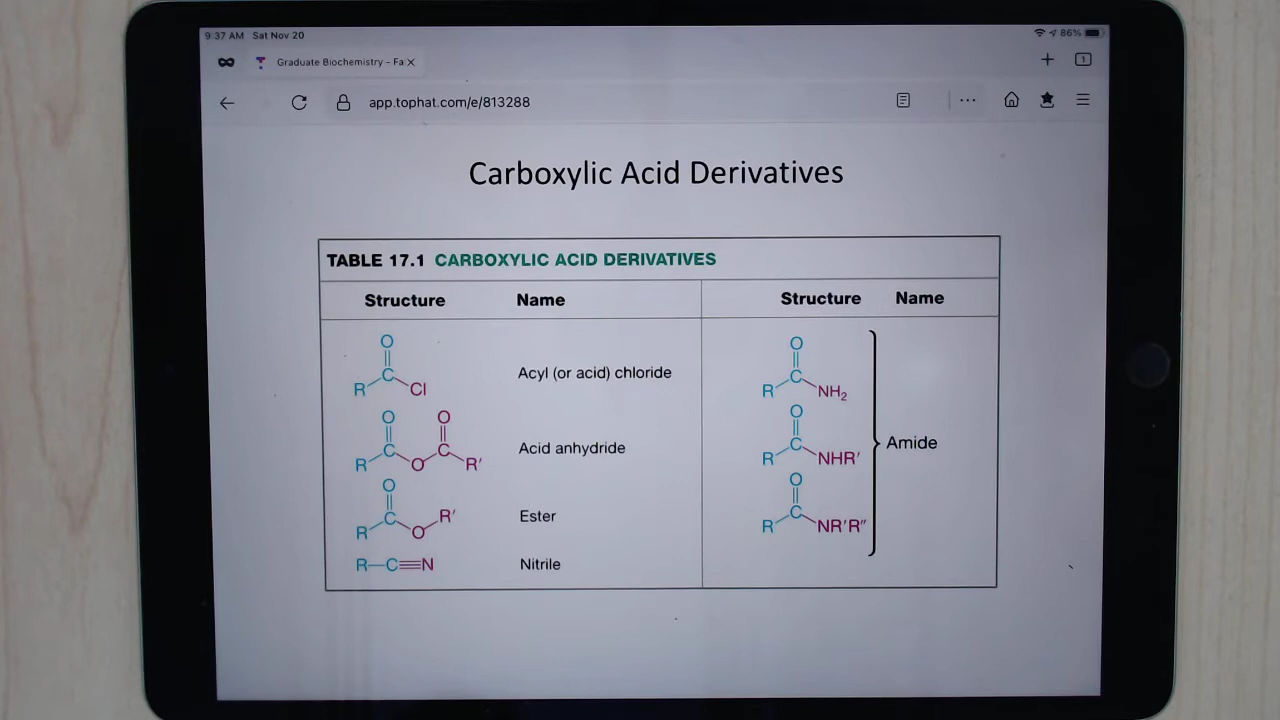 9:37 AM Sat Nov 20
86%
Graduate Biochemistry - Fa
1
app.tophat.com/e/813288
Carboxylic Acid Derivatives
TABLE 17.1 CARBOXYLIC ACID DERIVATIVES
Structure Name Structure Name
O
C
R Cl
Acyl (or acid) chloride
O O
C C
R O R'
Acid anhydride
O
C R'
R O
Ester
R—C≡N
Nitrile
O
C
R NH₂
O
C
R NHR'
O
C
R NR'R"
Amide